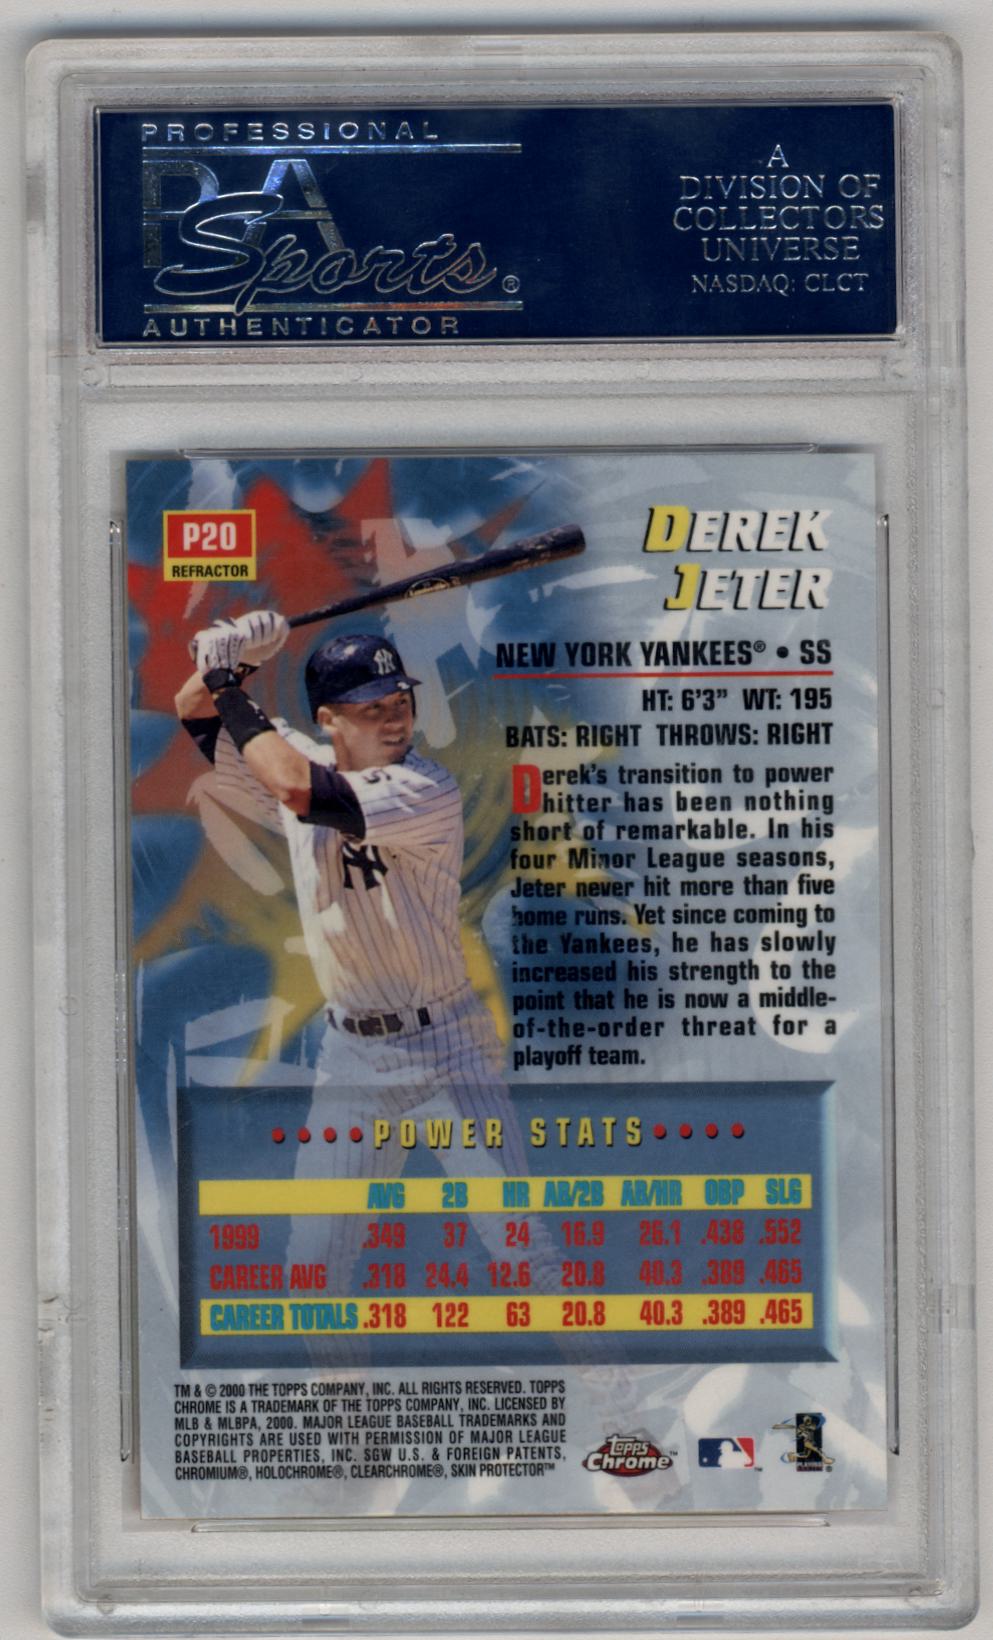 PROFESSIONAL
PSA
Sports®
AUTHENTICATOR
A
DIVISION OF
COLLECTORS
UNIVERSE
NASDAQ: CLCT
P20
REFRACTOR
DEREK
JETER
NEW YORK YANKEES® • SS
HT: 6'3" WT: 195
BATS: RIGHT THROWS: RIGHT
Derek's transition to power
hitter has been nothing
short of remarkable. In his
four Minor League seasons,
Jeter never hit more than five
home runs. Yet since coming to
the Yankees, he has slowly
increased his strength to the
point that he is now a middle-
of-the-order threat for a
playoff team.
NY
NY
••••POWER STATS••••
AVG 2B HR AB/2B AB/HR OBP SLG
1999 .349 37 24 16.9 26.1 .438 .552
CAREER AVG .318 24.4 12.6 20.8 40.3 .389 .465
CAREER TOTALS .318 122 63 20.8 40.3 .389 .465
TM & © 2000 THE TOPPS COMPANY, INC. ALL RIGHTS RESERVED. TOPPS
CHROME IS A TRADEMARK OF THE TOPPS COMPANY, INC. LICENSED BY
MLB & MLBPA, 2000. MAJOR LEAGUE BASEBALL TRADEMARKS AND
COPYRIGHTS ARE USED WITH PERMISSION OF MAJOR LEAGUE
BASEBALL PROPERTIES, INC. SGW U.S. & FOREIGN PATENTS,
CHROMIUM®, HOLOCHROME®, CLEARCHROME®, SKIN PROTECTOR™
Topps
Chrome™